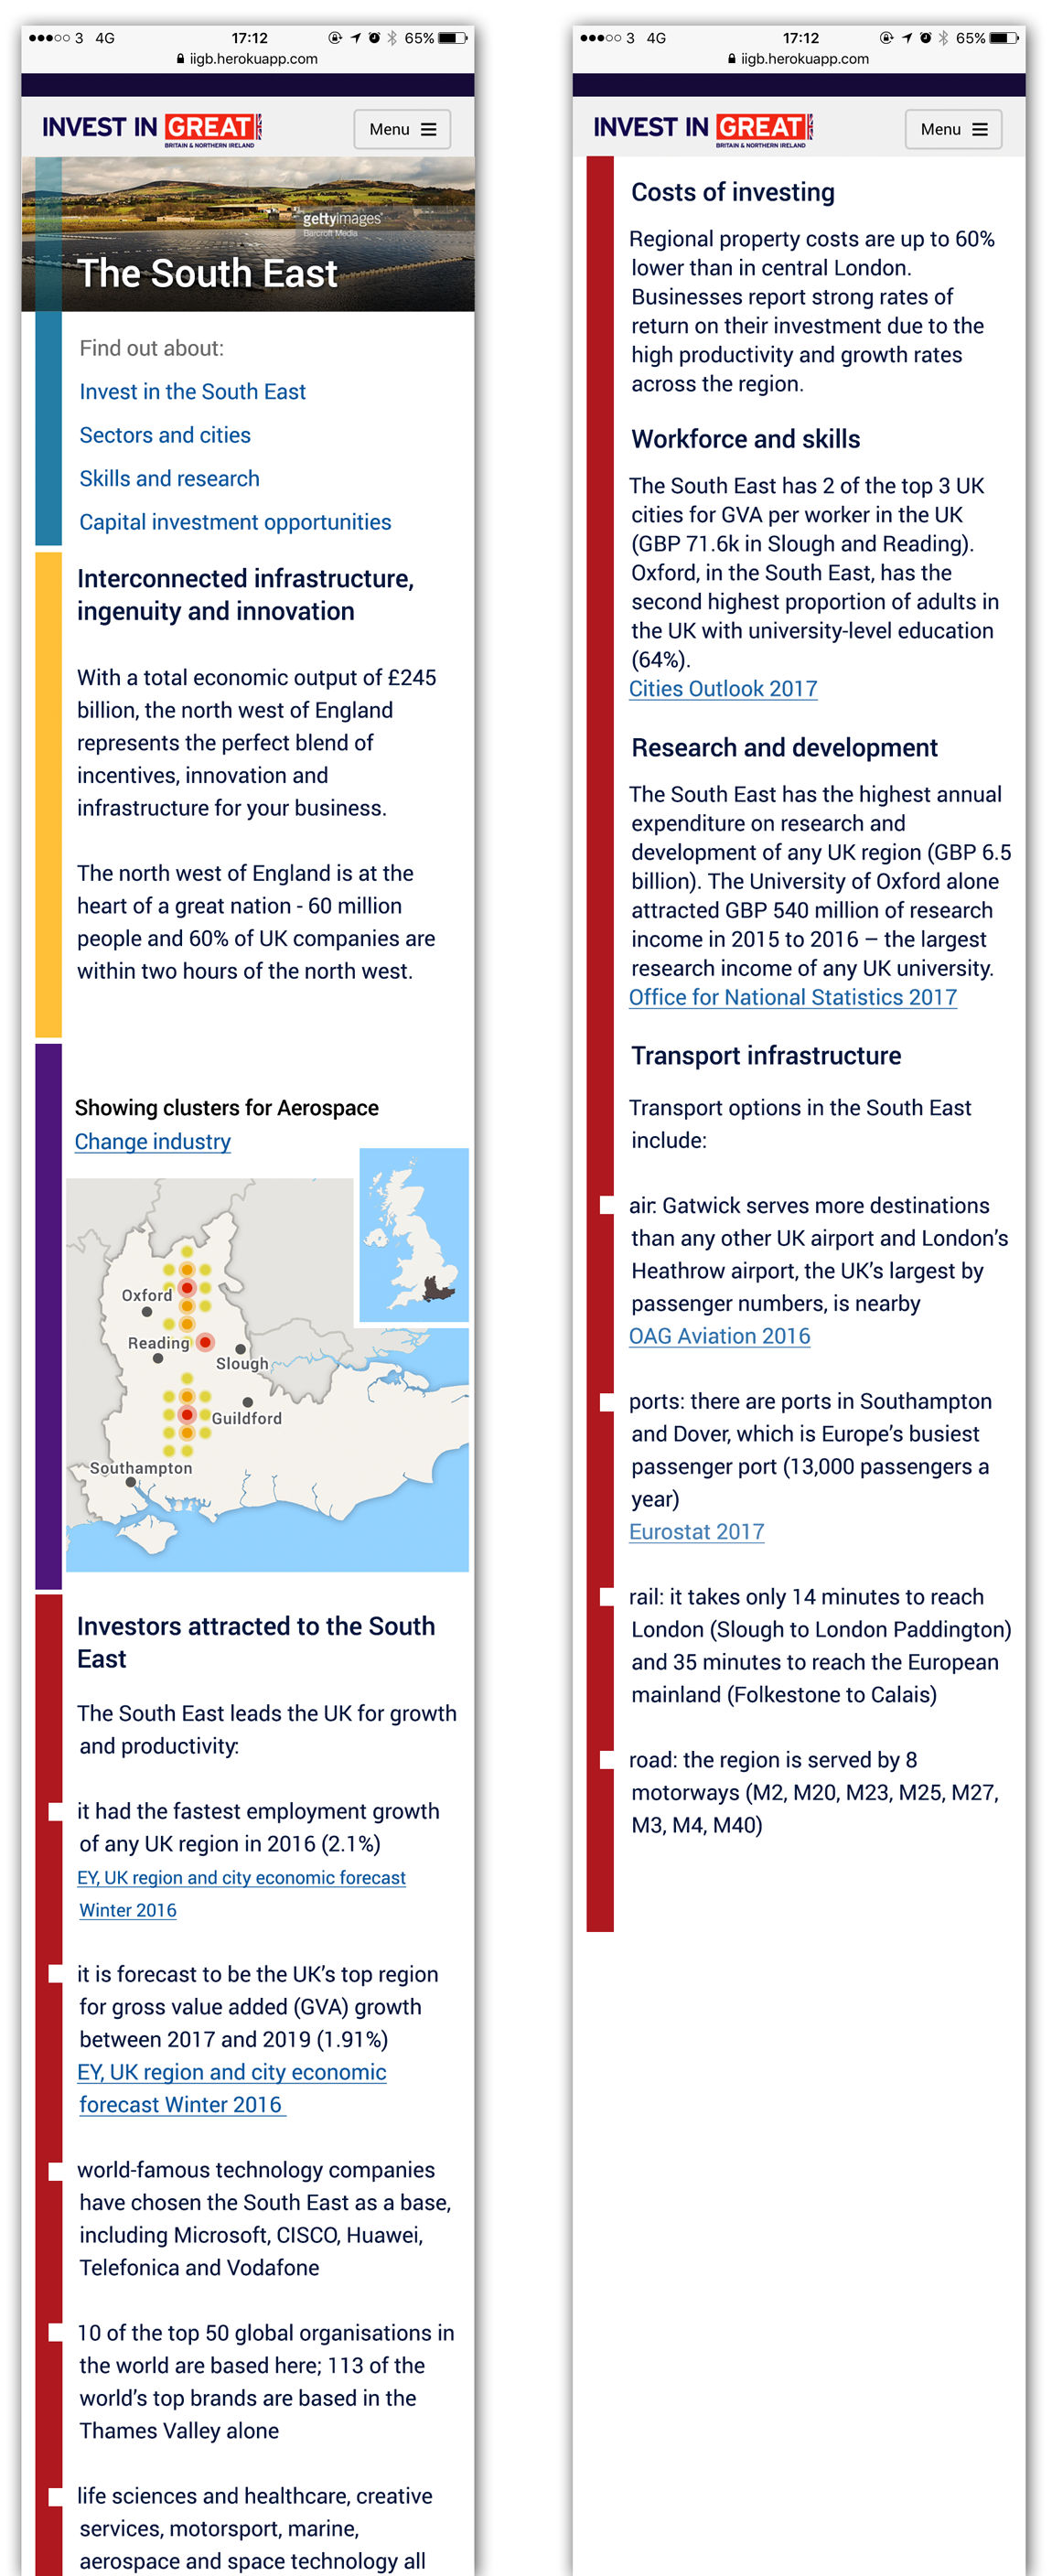 3 4G 17:12 65%
iigb.herokuapp.com
INVEST IN GREAT
BRITAIN & NORTHERN IRELAND
Menu
gettyimages
Barcroft Media
The South East
Find out about:
Invest in the South East
Sectors and cities
Skills and research
Capital investment opportunities
Interconnected infrastructure,
ingenuity and innovation
With a total economic output of £245
billion, the north west of England
represents the perfect blend of
incentives, innovation and
infrastructure for your business.
The north west of England is at the
heart of a great nation - 60 million
people and 60% of UK companies are
within two hours of the north west.
Showing clusters for Aerospace
Change industry
Oxford
Reading
Slough
Guildford
Southampton
Investors attracted to the South
East
The South East leads the UK for growth
and productivity:
it had the fastest employment growth
of any UK region in 2016 (2.1%)
EY, UK region and city economic forecast
Winter 2016
it is forecast to be the UK's top region
for gross value added (GVA) growth
between 2017 and 2019 (1.91%)
EY, UK region and city economic
forecast Winter 2016
world-famous technology companies
have chosen the South East as a base,
including Microsoft, CISCO, Huawei,
Telefonica and Vodafone
10 of the top 50 global organisations in
the world are based here; 113 of the
world's top brands are based in the
Thames Valley alone
life sciences and healthcare, creative
services, motorsport, marine,
aerospace and space technology all
3 4G 17:12 65%
iigb.herokuapp.com
INVEST IN GREAT
BRITAIN & NORTHERN IRELAND
Menu
Costs of investing
Regional property costs are up to 60%
lower than in central London.
Businesses report strong rates of
return on their investment due to the
high productivity and growth rates
across the region.
Workforce and skills
The South East has 2 of the top 3 UK
cities for GVA per worker in the UK
(GBP 71.6k in Slough and Reading).
Oxford, in the South East, has the
second highest proportion of adults in
the UK with university-level education
(64%).
Cities Outlook 2017
Research and development
The South East has the highest annual
expenditure on research and
development of any UK region (GBP 6.5
billion). The University of Oxford alone
attracted GBP 540 million of research
income in 2015 to 2016 – the largest
research income of any UK university.
Office for National Statistics 2017
Transport infrastructure
Transport options in the South East
include:
air: Gatwick serves more destinations
than any other UK airport and London's
Heathrow airport, the UK's largest by
passenger numbers, is nearby
OAG Aviation 2016
ports: there are ports in Southampton
and Dover, which is Europe's busiest
passenger port (13,000 passengers a
year)
Eurostat 2017
rail: it takes only 14 minutes to reach
London (Slough to London Paddington)
and 35 minutes to reach the European
mainland (Folkestone to Calais)
road: the region is served by 8
motorways (M2, M20, M23, M25, M27,
M3, M4, M40)